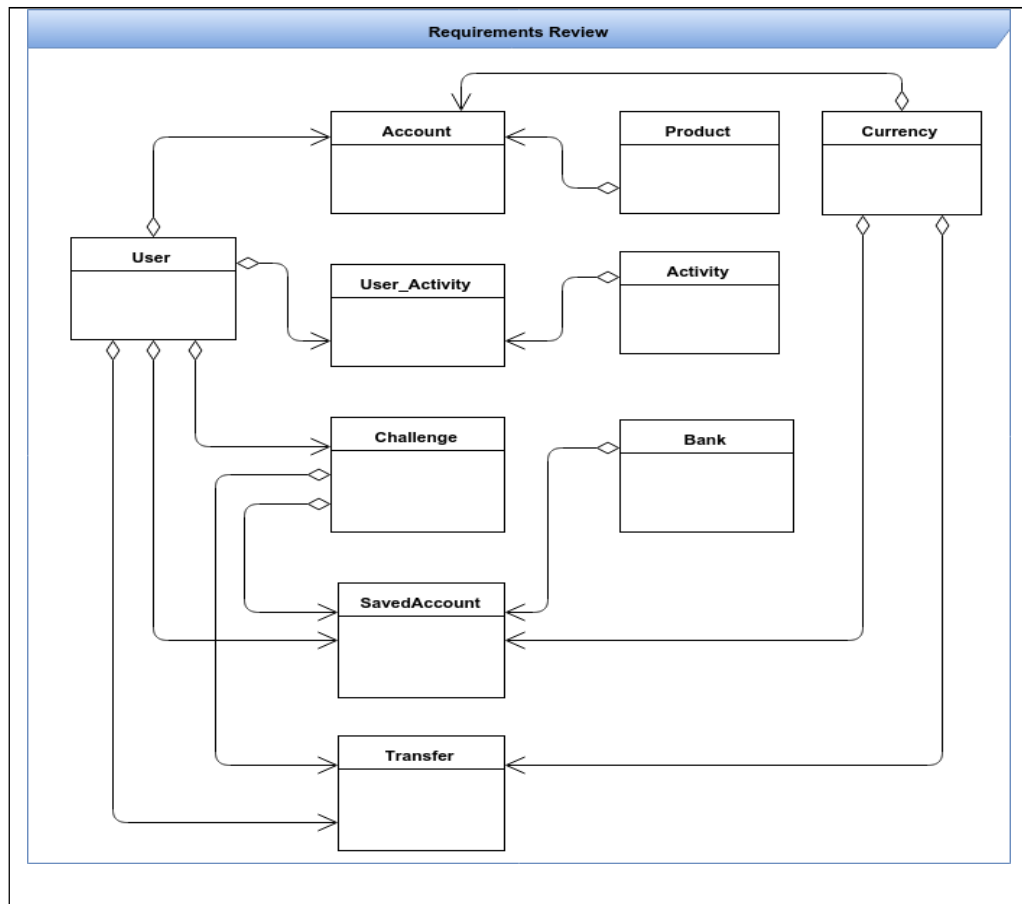 Requirements Review
Account
Product
Currency
User
User_Activity
Activity
Challenge
Bank
SavedAccount
Transfer